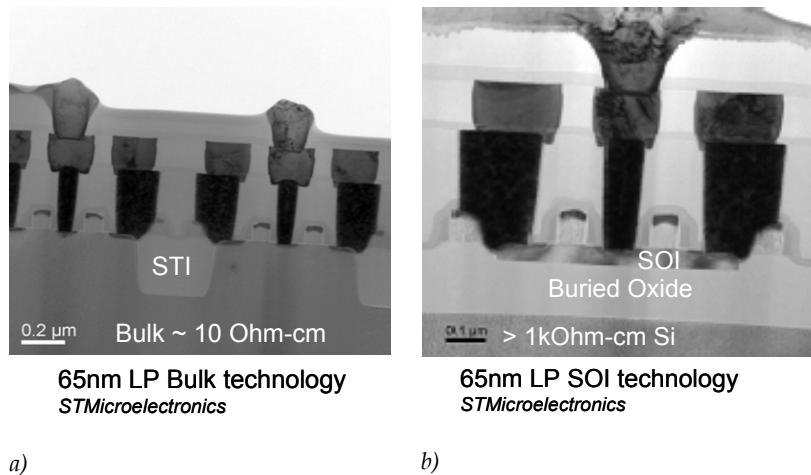 STI
0.2 μm
Bulk ~ 10 Ohm-cm
65nm LP Bulk technology
STMicroelectronics
a)
SOI
Buried Oxide
0.1 μm
> 1kOhm-cm Si
65nm LP SOI technology
STMicroelectronics
b)